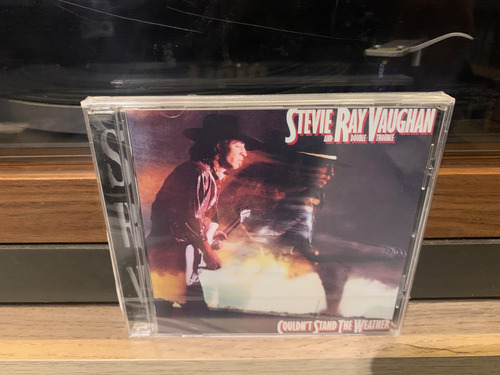 STEVIE RAY VAUGHAN
AND DOUBLE TROUBLE
COULDN'T STAND THE WEATHER